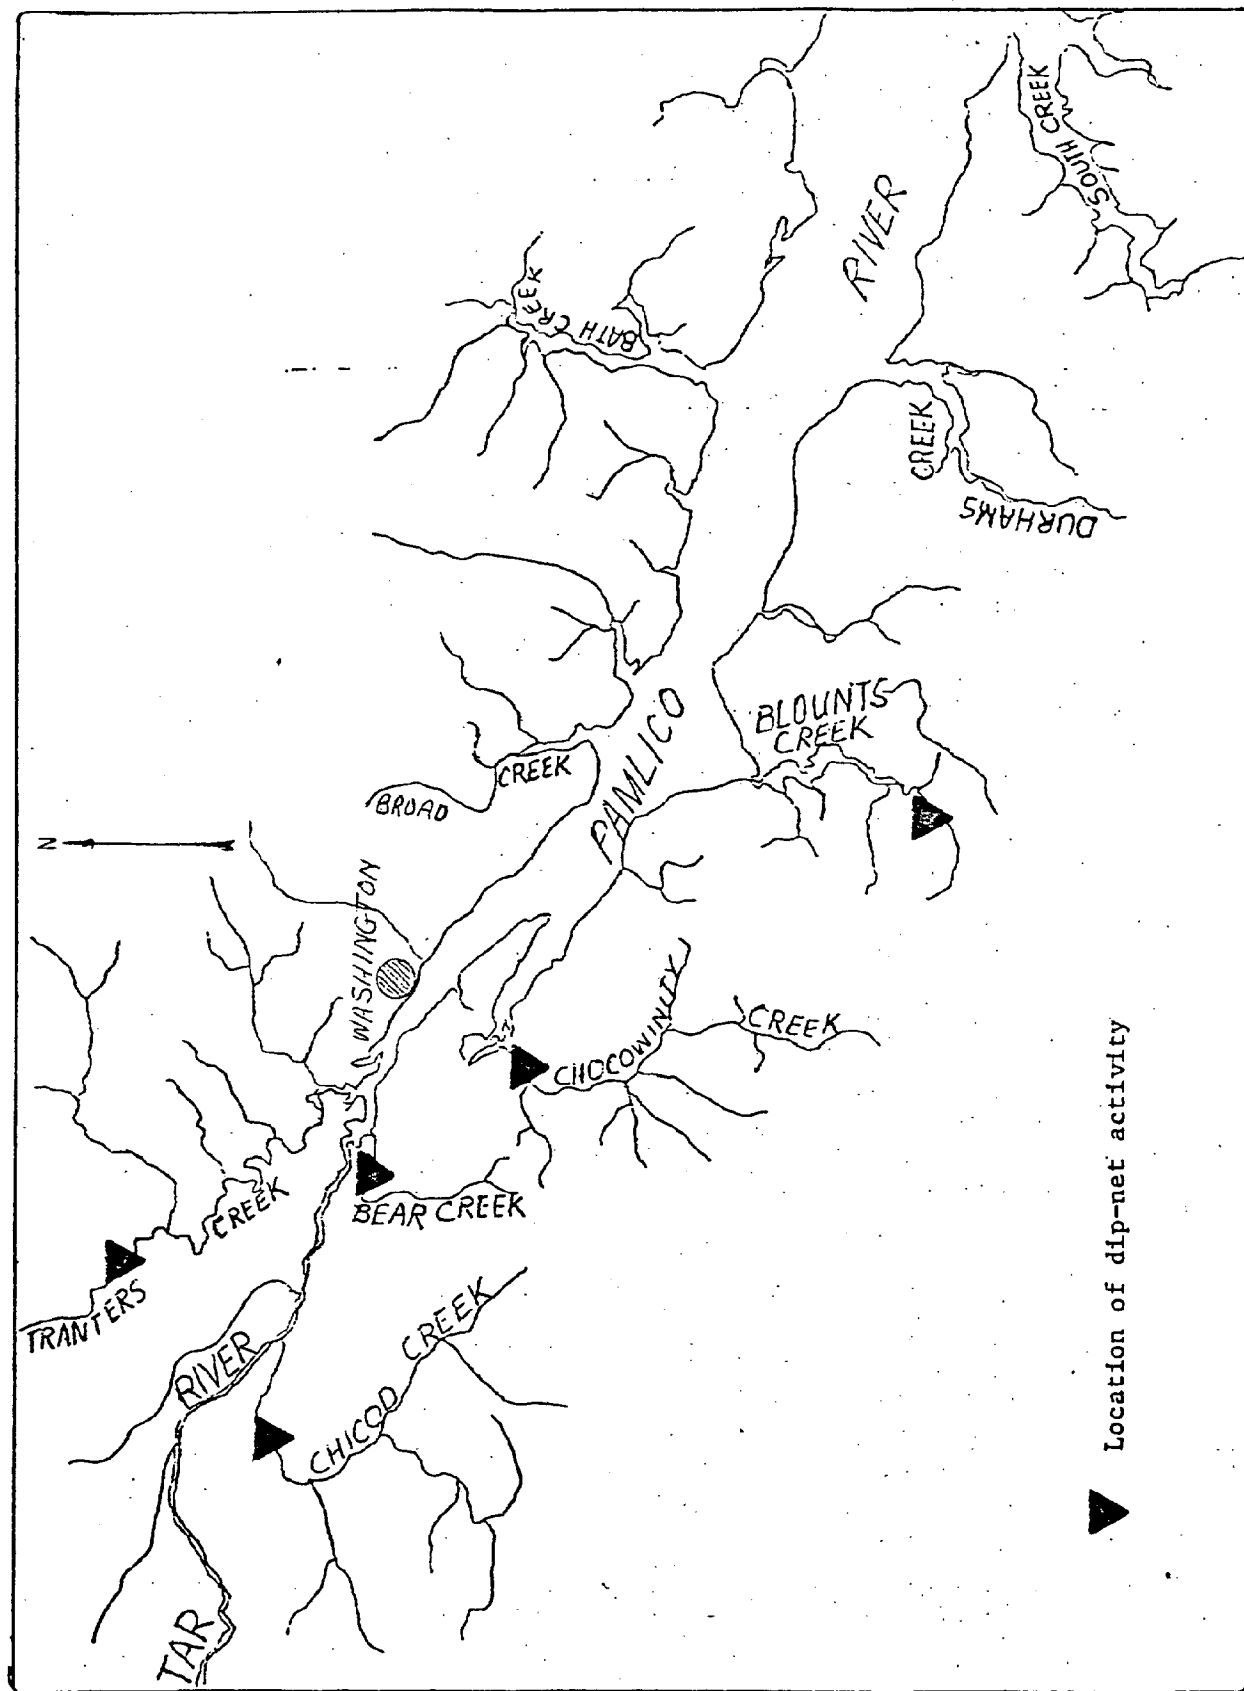 N
TRANTERS
CREEK
TAR
RIVER
WASHINGTON
BROAD
CREEK
BATH CREEK
BEAR CREEK
CHICOD CREEK
CHOCOWINITY
CREEK
PAMLICO
RIVER
BLOUNTS
CREEK
DURHAMS
CREEK
SOUTH CREEK
Location of dip-net activity